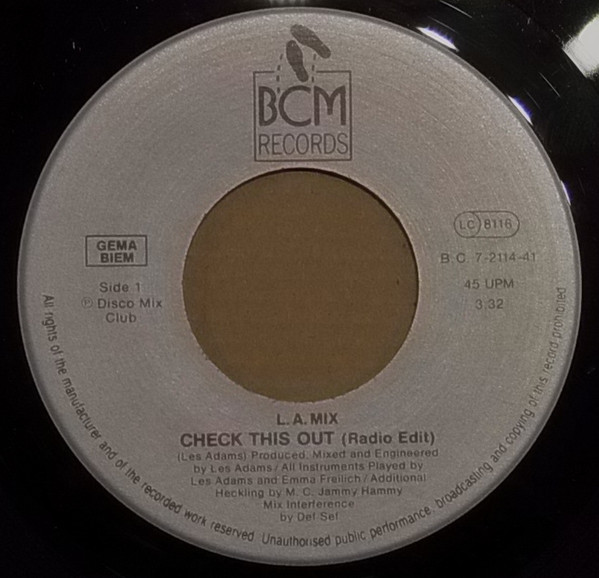 BCM
RECORDS
GEMA
BIEM
LC 8116
B.C. 7-2114-41
Side 1
℗ Disco Mix
Club
45 UPM
3.32
L.A. MIX
CHECK THIS OUT (Radio Edit)
(Les Adams) Produced, Mixed and Engineered
by Les Adams / All Instruments Played by
Les Adams and Emma Freilich / Additional
Heckling by M. C. Jammy Hammy
Mix Interference
by Def Sef
All rights of the manufacturer and of the recorded work reserved. Unauthorised public performance, broadcasting and copying of this record prohibited